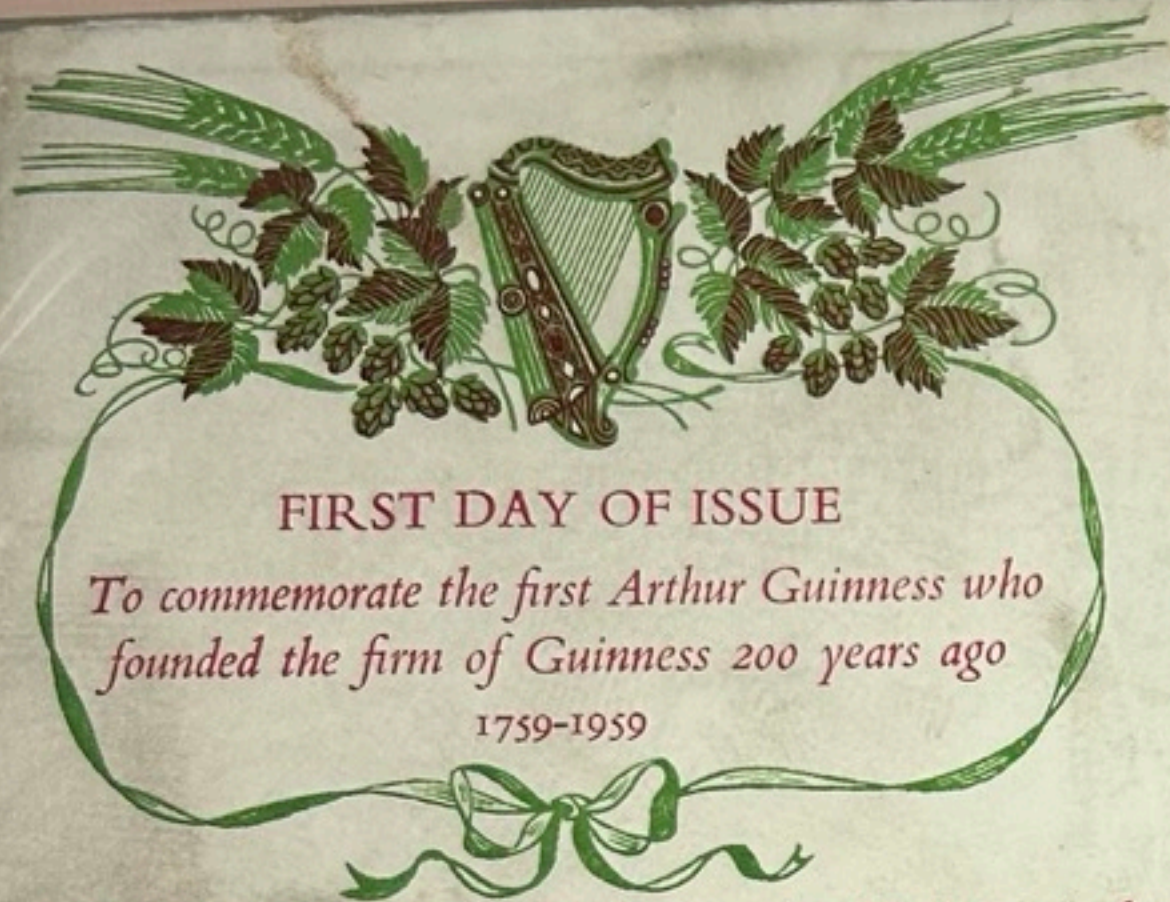 FIRST DAY OF ISSUE
To commemorate the first Arthur Guinness who
founded the firm of Guinness 200 years ago
1759-1959